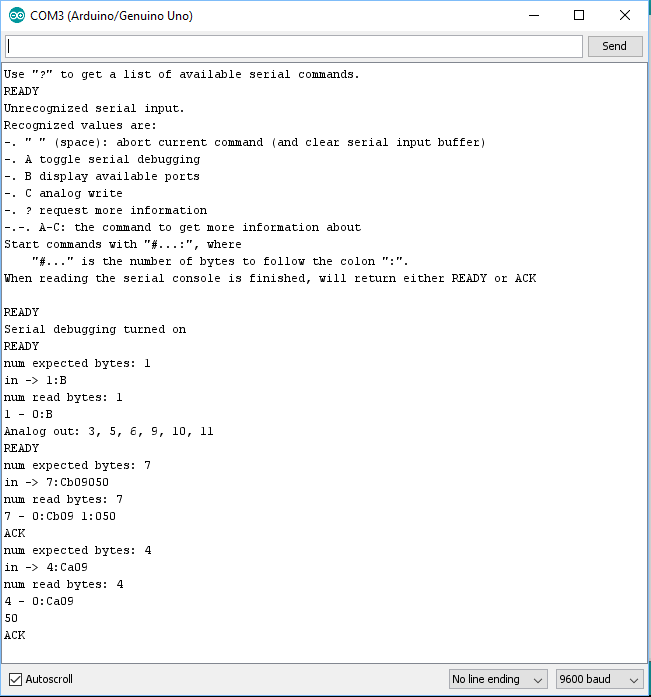 COM3 (Arduino/Genuino Uno)
Send
Use "?" to get a list of available serial commands.
READY
Unrecognized serial input.
Recognized values are:
-. " " (space): abort current command (and clear serial input buffer)
-. A toggle serial debugging
-. B display available ports
-. C analog write
-. ? request more information
-.-. A-C: the command to get more information about
Start commands with "#...:", where
    "#..." is the number of bytes to follow the colon ":".
When reading the serial console is finished, will return either READY or ACK

READY
Serial debugging turned on
READY
num expected bytes: 1
in -> 1:B
num read bytes: 1
1 - 0:B
Analog out: 3, 5, 6, 9, 10, 11
READY
num expected bytes: 7
in -> 7:Cb09050
num read bytes: 7
7 - 0:Cb09 1:050
ACK
num expected bytes: 4
in -> 4:Ca09
num read bytes: 4
4 - 0:Ca09
50
ACK
Autoscroll
No line ending
9600 baud